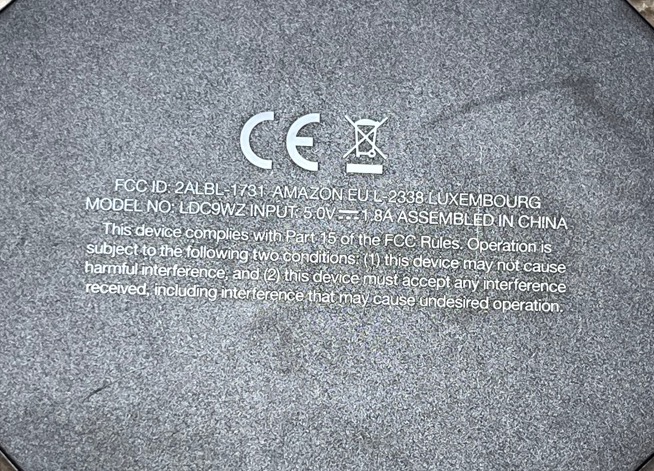 CE
FCC ID: 2ALBL-1731 AMAZON EU L-2338 LUXEMBOURG
MODEL NO: LDC9WZ INPUT: 5.0V⎓1.8A ASSEMBLED IN CHINA
This device complies with Part 15 of the FCC Rules. Operation is
subject to the following two conditions: (1) this device may not cause
harmful interference, and (2) this device must accept any interference
received, including interference that may cause undesired operation.